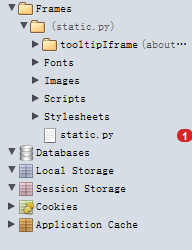 Frames
(static.py)
tooltipIframe (about…
Fonts
Images
Scripts
Stylesheets
static.py 1
Databases
Local Storage
Session Storage
Cookies
Application Cache